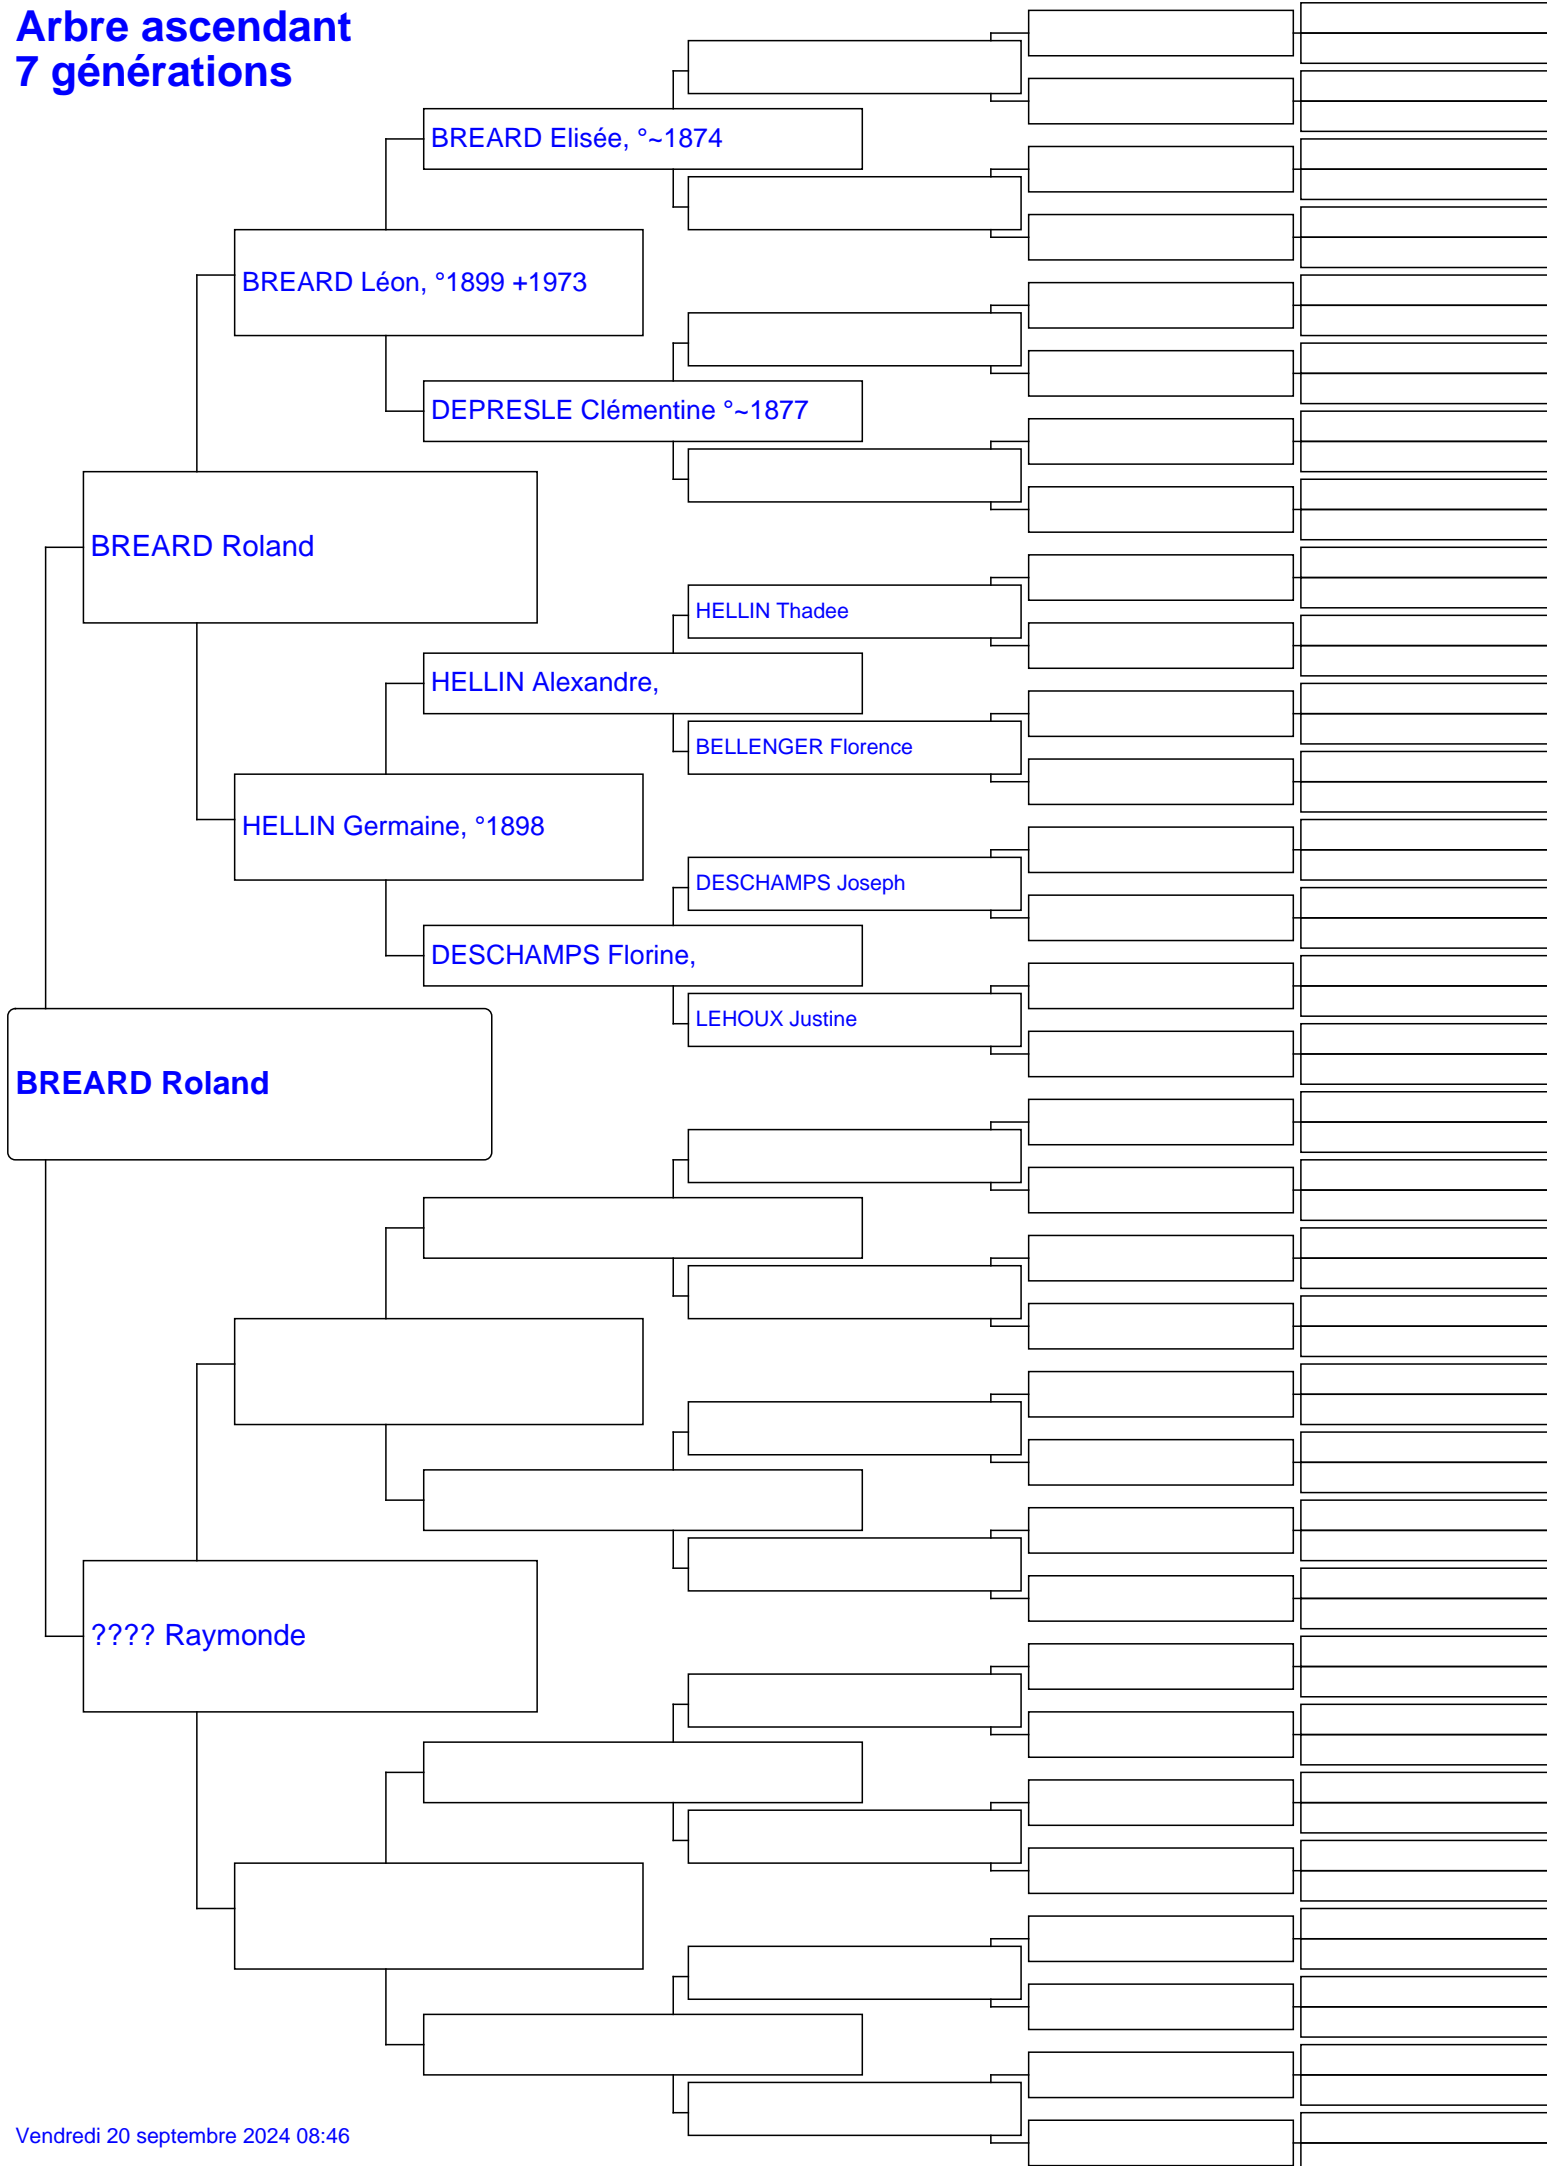 Arbre ascendant
7 générations
BREARD Elisée, °~1874
BREARD Léon, °1899 +1973
DEPRESLE Clémentine °~1877
BREARD Roland
HELLIN Thadee
HELLIN Alexandre,
BELLENGER Florence
HELLIN Germaine, °1898
DESCHAMPS Joseph
DESCHAMPS Florine,
LEHOUX Justine
BREARD Roland
???? Raymonde
Vendredi 20 septembre 2024 08:46